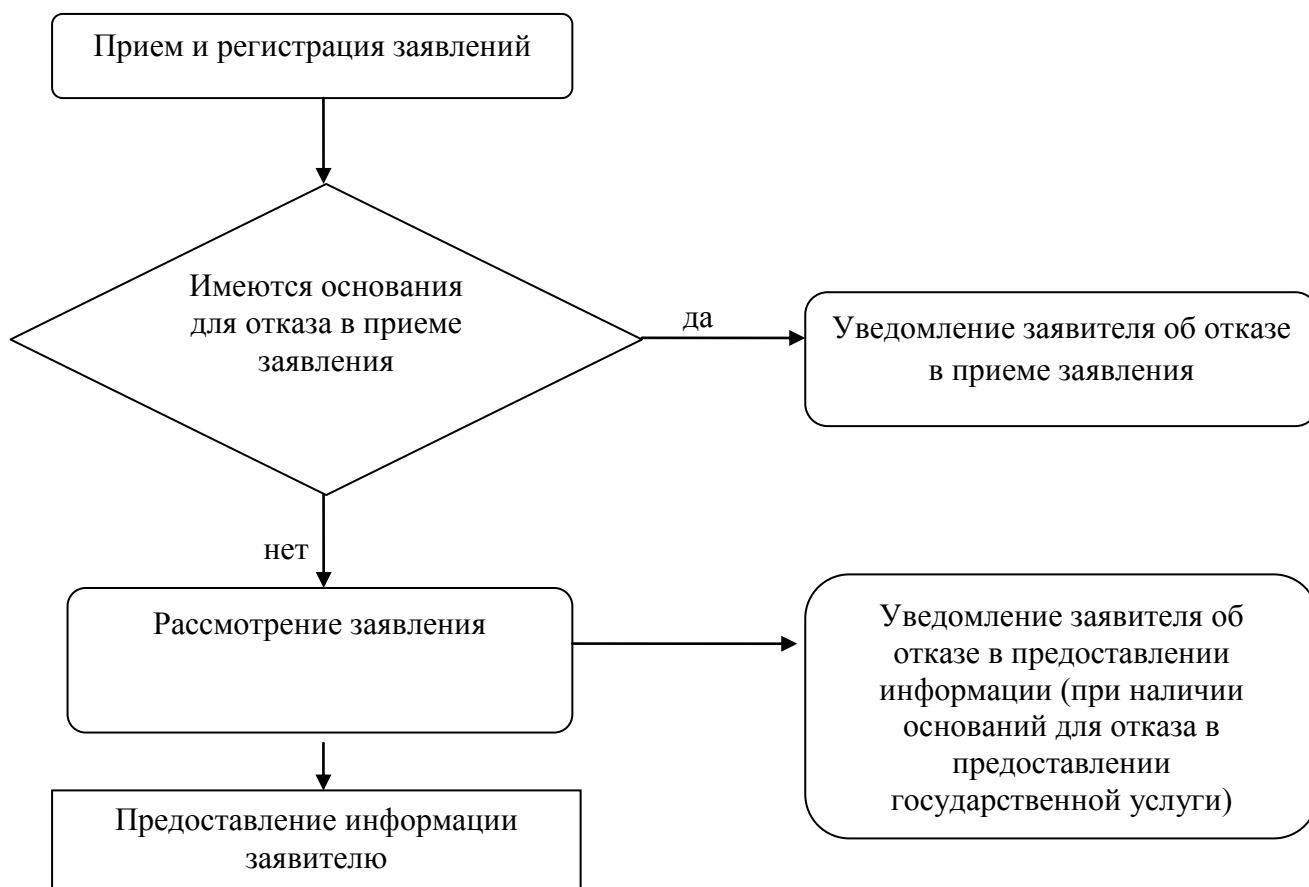 Прием и регистрация заявлений
Имеются основания
для отказа в приеме
заявления
да
Уведомление заявителя об отказе
в приеме заявления
нет
Рассмотрение заявления
Уведомление заявителя об
отказе в предоставлении
информации (при наличии
оснований для отказа в
предоставлении
государственной услуги)
Предоставление информации
заявителю